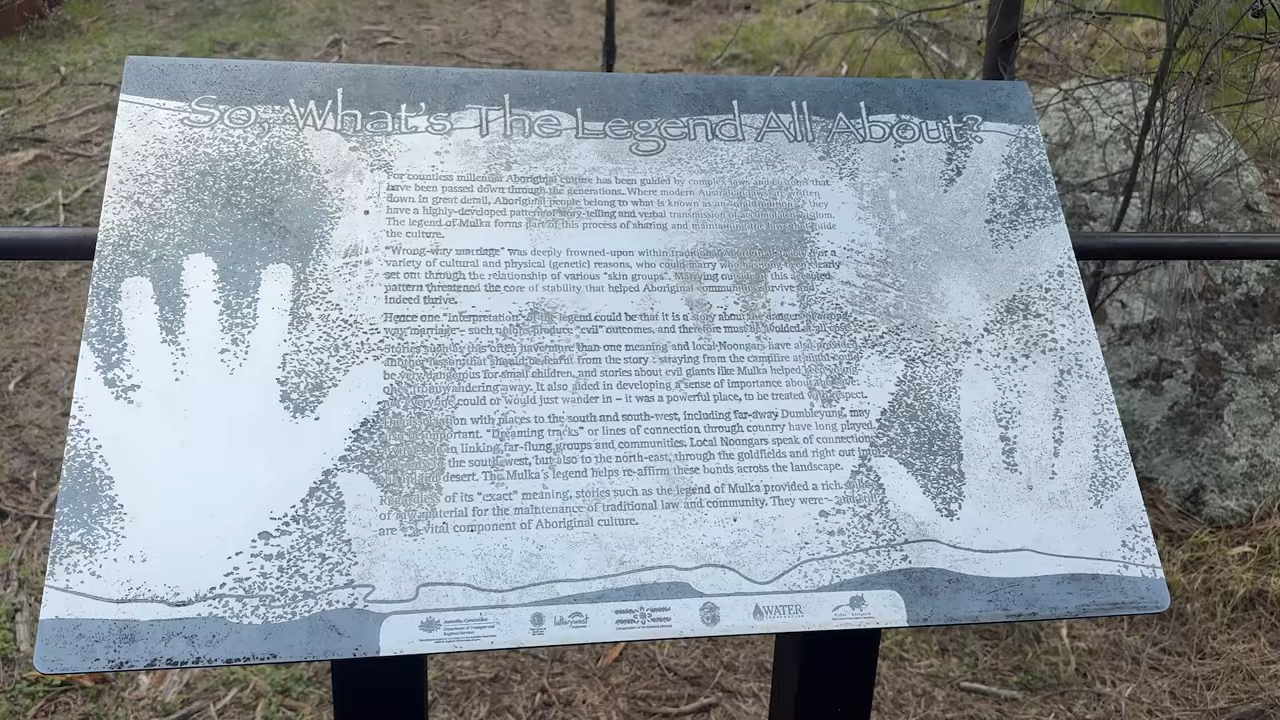 So, What's The Legend All About?
For countless millennia Aboriginal culture has been guided by complex laws and customs that
have been passed down through the generations. Where modern Australian laws are written
down in great detail, Aboriginal people belong to what is known as an "oral tradition": they
have a highly-developed pattern of story-telling and verbal transmission of accumulated wisdom.
The legend of Mulka forms part of this process of sharing and maintaining the laws that guide
the culture.
"Wrong-way marriage" was deeply frowned-upon within traditional Aboriginal society. For a
variety of cultural and physical (genetic) reasons, who could marry who clearly
set out through the relationship of various "skin groups". Marrying outside of this accepted
pattern threatened the core of stability that helped Aboriginal communities survive and
indeed thrive.
Hence one "interpretation" of the legend could be that it is a story about the dangers of wrong
way marriage - such unions produce "evil" outcomes, and therefore must be avoided at all costs.
Stories such as this often have more than one meaning and local Noongars have also provided
another lesson that should be learnt from the story : straying from the campfire at night could
be very dangerous for small children, and stories about evil giants like Mulka helped keep young
ones from wandering away. It also aided in developing a sense of importance about the
not everyone could or would just wander in – it was a powerful place, to be treated with respect.
association with places to the south and south-west, including far-away Dumbleyung, may
also be important. "Dreaming tracks" or lines of connection through country have long played
in linking far-flung groups and communities. Local Noongars speak of connections
the south-west, but also to the north-east, through the goldfields and right out into
desert. The Mulka's legend helps re-affirm these bonds across the landscape.
Regardless of its "exact" meaning, stories such as the legend of Mulka provided a rich
of raw material for the maintenance of traditional law and community. They were – and still
are – a vital component of Aboriginal culture.
Australian Government
Department of Transport and
Regional Services
lotterywest
WATER